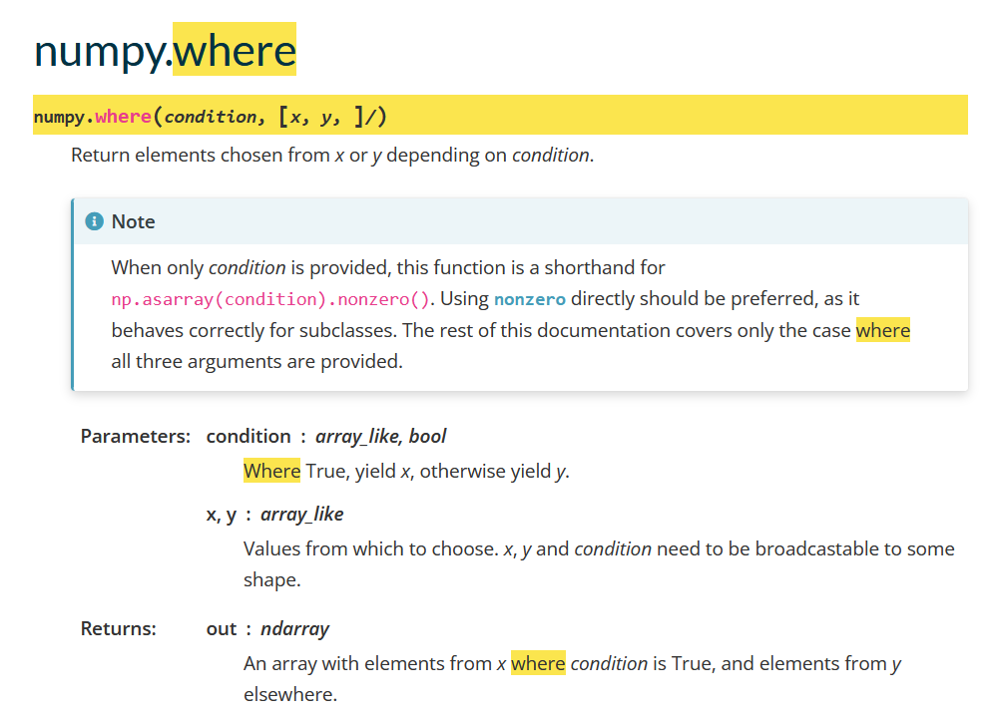 numpy.where
numpy.where(condition, [x, y, ]/)
Return elements chosen from x or y depending on condition.
Note
When only condition is provided, this function is a shorthand for
np.asarray(condition).nonzero(). Using nonzero directly should be preferred, as it
behaves correctly for subclasses. The rest of this documentation covers only the case where
all three arguments are provided.
Parameters: condition : array_like, bool
Where True, yield x, otherwise yield y.
x, y : array_like
Values from which to choose. x, y and condition need to be broadcastable to some
shape.
Returns: out : ndarray
An array with elements from x where condition is True, and elements from y
elsewhere.